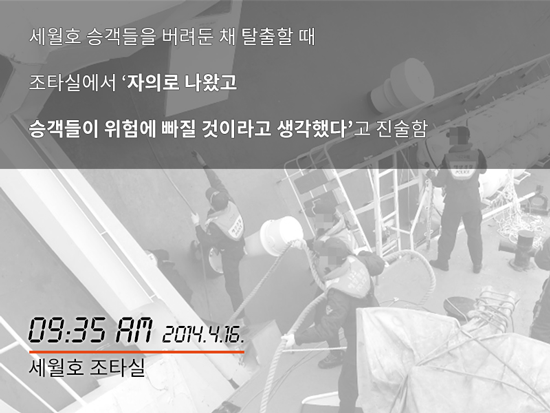 세월호 승객들을 버려둔 채 탈출할 때
조타실에서 ‘자의로 나왔고
승객들이 위험에 빠질 것이라고 생각했다’고 진술함
09:35 AM 2014.4.16.
세월호 조타실